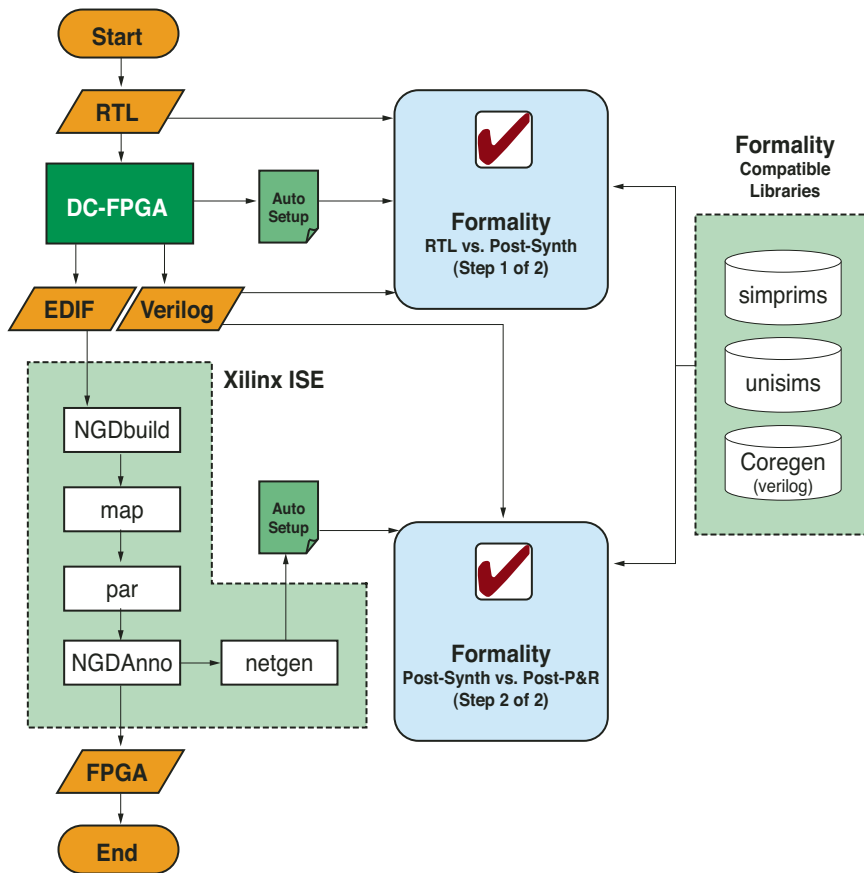 Start
RTL
DC-FPGA
Auto
Setup
Formality
RTL vs. Post-Synth
(Step 1 of 2)
Formality
Compatible
Libraries
simprims
unisims
Coregen
(verilog)
EDIF
Verilog
Xilinx ISE
NGDbuild
map
par
NGDAnno
netgen
Auto
Setup
Formality
Post-Synth vs. Post-P&R
(Step 2 of 2)
FPGA
End